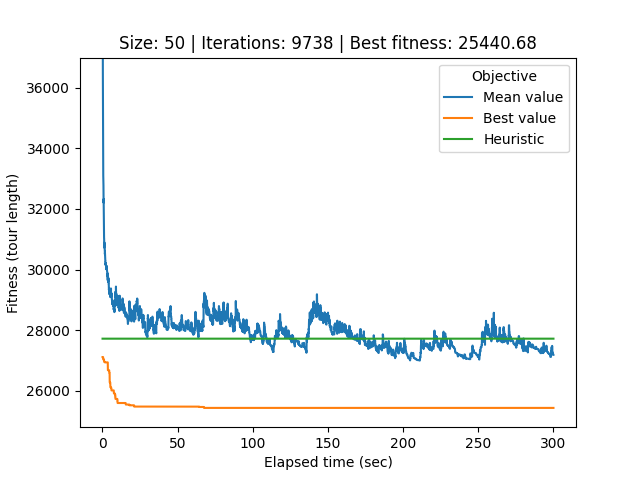 Size: 50 | Iterations: 9738 | Best fitness: 25440.68
Objective
Mean value
Best value
Heuristic
Fitness (tour length)
36000
34000
32000
30000
28000
26000
0 50 100 150 200 250 300
Elapsed time (sec)